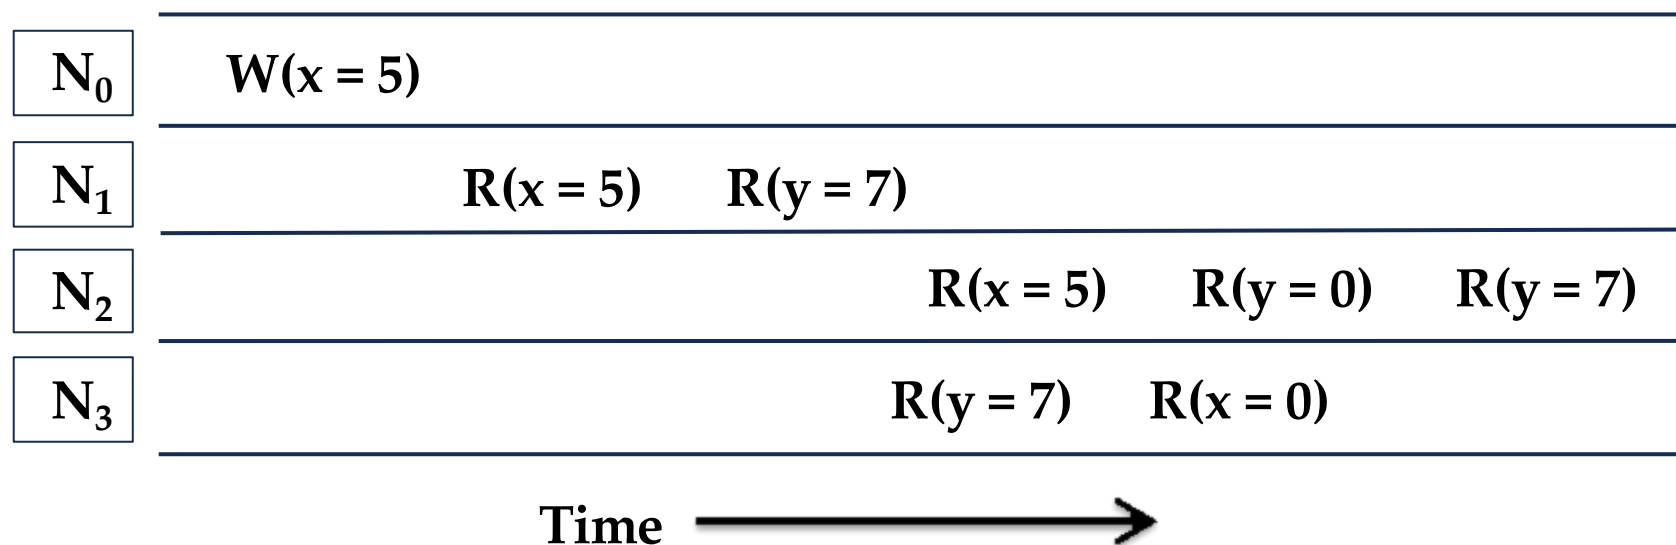 N₀ W(x = 5)
N₁ R(x = 5) R(y = 7)
N₂ R(x = 5) R(y = 0) R(y = 7)
N₃ R(y = 7) R(x = 0)
Time